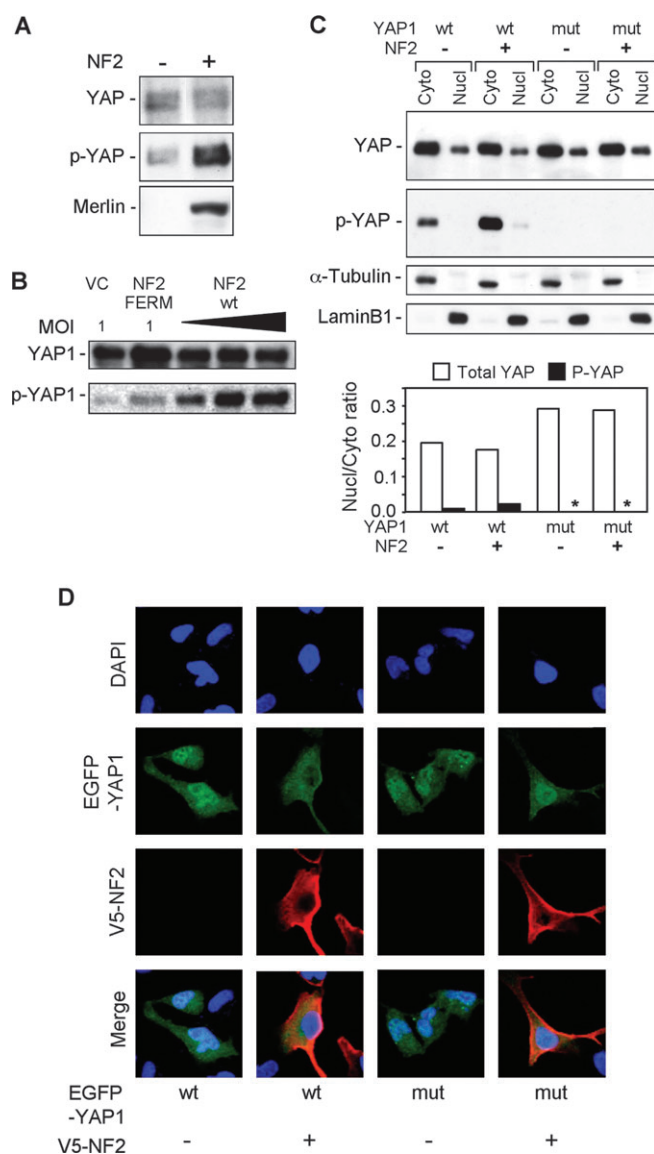 A
NF2 - +
YAP -
p-YAP -
Merlin -
B
VC NF2 FERM NF2 wt
MOI 1 1
YAP1 -
p-YAP1 -
C
YAP1 wt wt mut mut
NF2 - + - +
Cyto Nucl Cyto Nucl Cyto Nucl Cyto Nucl
YAP -
p-YAP -
α-Tubulin -
LaminB1 -
Total YAP P-YAP
Nucl/Cyto ratio
0.3
0.2
0.0
* *
YAP1 wt wt mut mut
NF2 - + - +
D
DAPI
EGFP
-YAP1
V5-NF2
Merge
EGFP wt wt mut mut
-YAP1
V5-NF2 - + - +